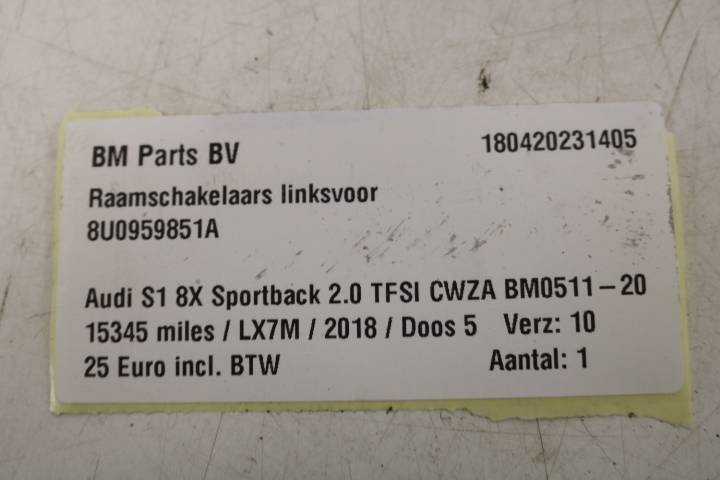 BM Parts BV 180420231405
Raamschakelaars linksvoor
8U0959851A
Audi S1 8X Sportback 2.0 TFSI CWZA BM0511-20
15345 miles / LX7M / 2018 / Doos 5 Verz: 10
25 Euro incl. BTW Aantal: 1